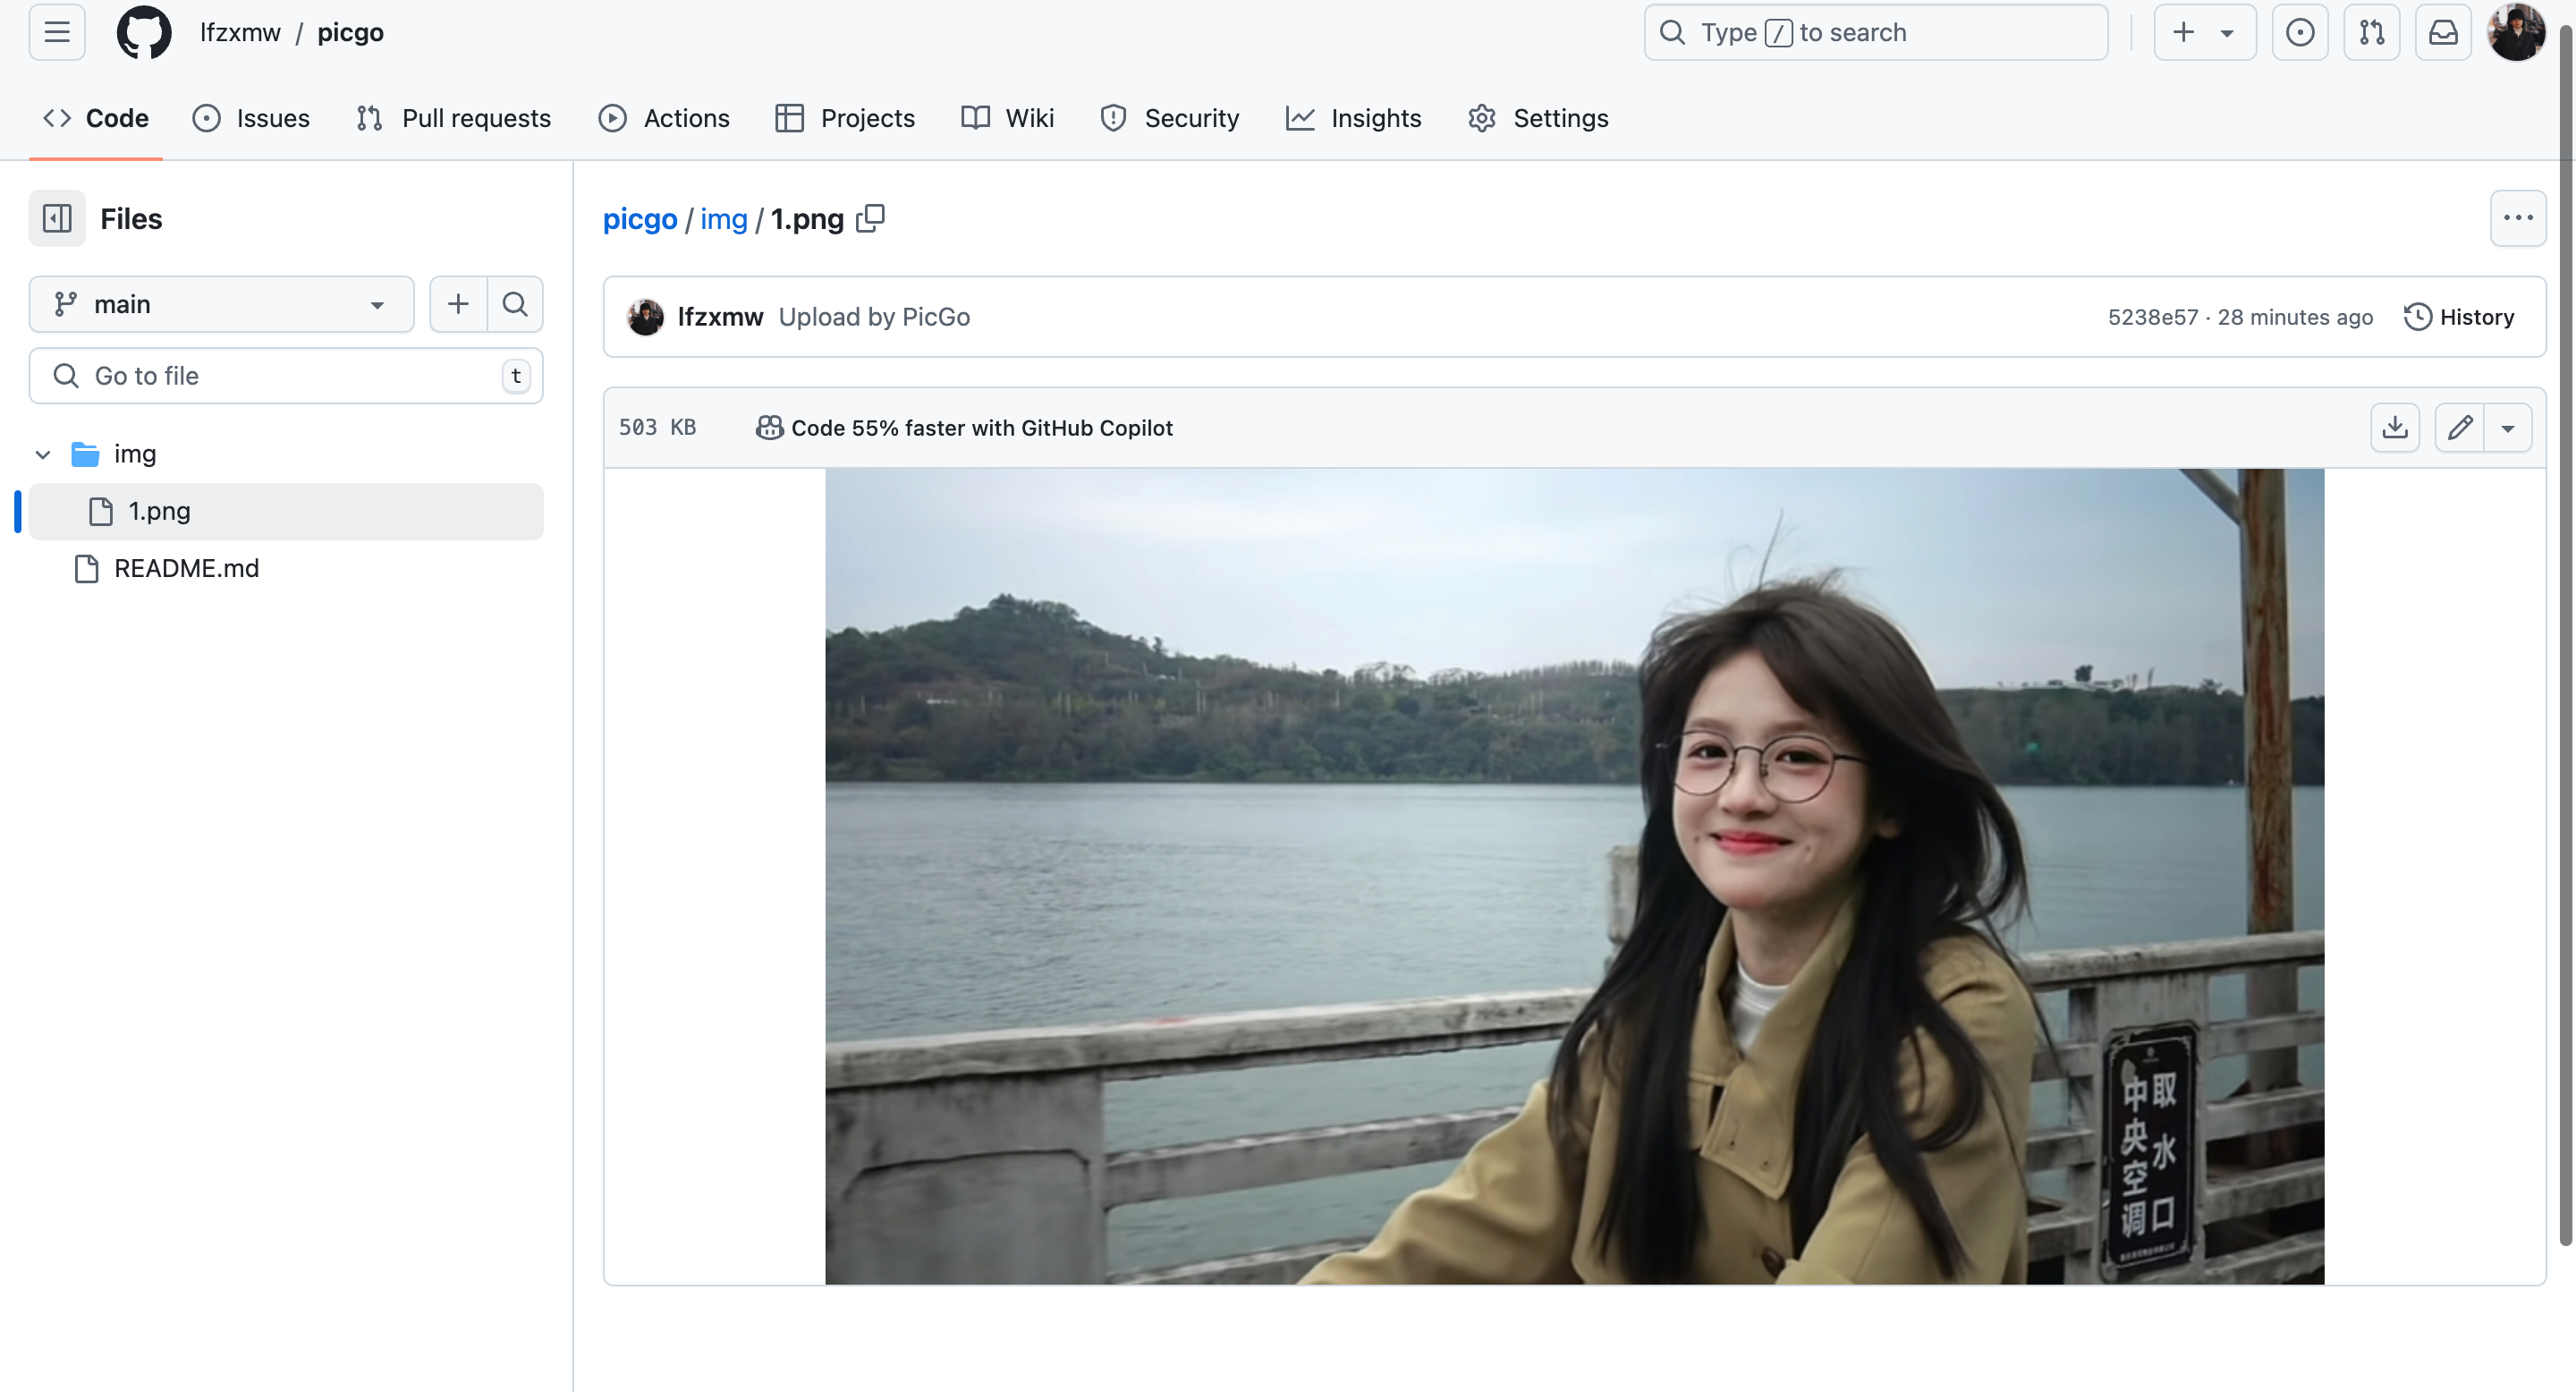 lfzxmw / picgo
Type / to search
Code
Issues
Pull requests
Actions
Projects
Wiki
Security
Insights
Settings
Files
main
Go to file
t
img
1.png
README.md
picgo / img / 1.png
lfzxmw Upload by PicGo
5238e57 · 28 minutes ago
History
503 KB
Code 55% faster with GitHub Copilot
取水口
中央空调